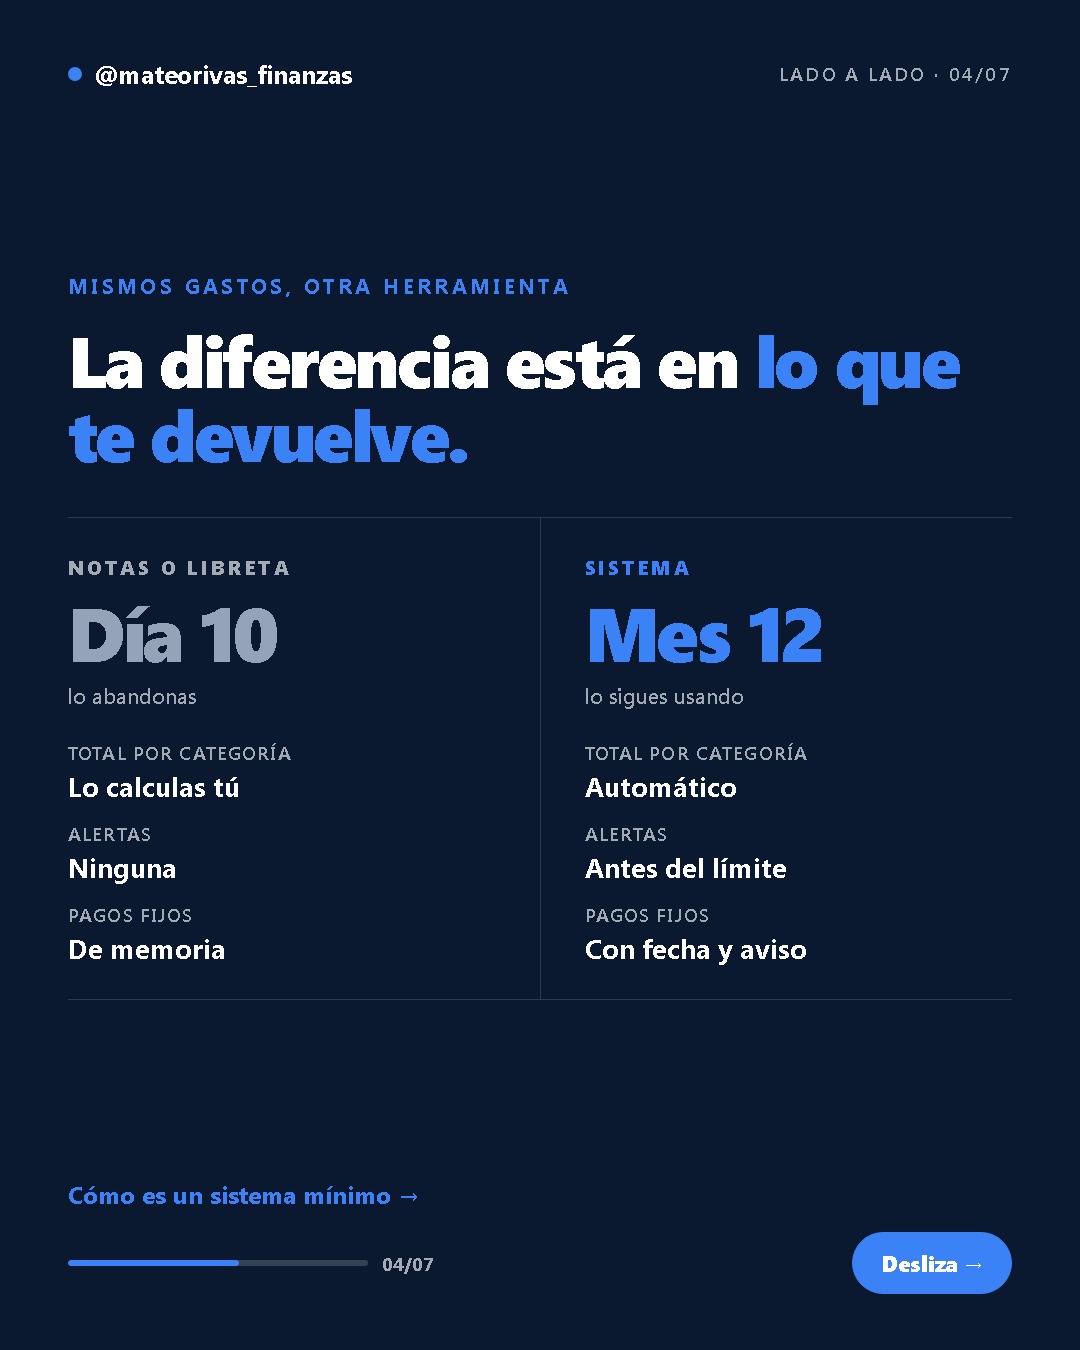 @mateorivas_finanzas
LADO A LADO · 04/07
MISMOS GASTOS, OTRA HERRAMIENTA
La diferencia está en lo que
te devuelve.
NOTAS O LIBRETA
Día 10
lo abandonas
TOTAL POR CATEGORÍA
Lo calculas tú
ALERTAS
Ninguna
PAGOS FIJOS
De memoria
SISTEMA
Mes 12
lo sigues usando
TOTAL POR CATEGORÍA
Automático
ALERTAS
Antes del límite
PAGOS FIJOS
Con fecha y aviso
Cómo es un sistema mínimo →
04/07
Desliza →